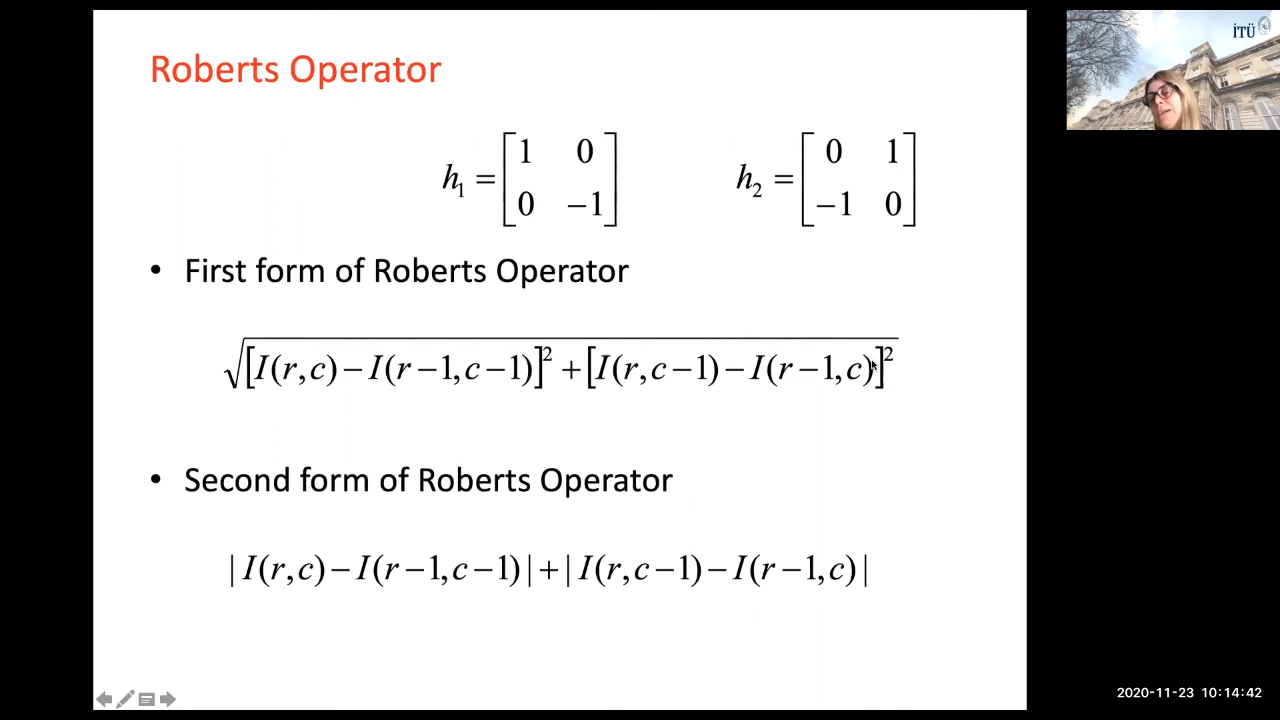 İTÜ
Roberts Operator
h₁ = [1 0; 0 −1] h₂ = [0 1; −1 0]
• First form of Roberts Operator
√([I(r,c)−I(r−1,c−1)]² + [I(r,c−1)−I(r−1,c)]²)
• Second form of Roberts Operator
|I(r,c)−I(r−1,c−1)|+|I(r,c−1)−I(r−1,c)|
2020-11-23 10:14:42